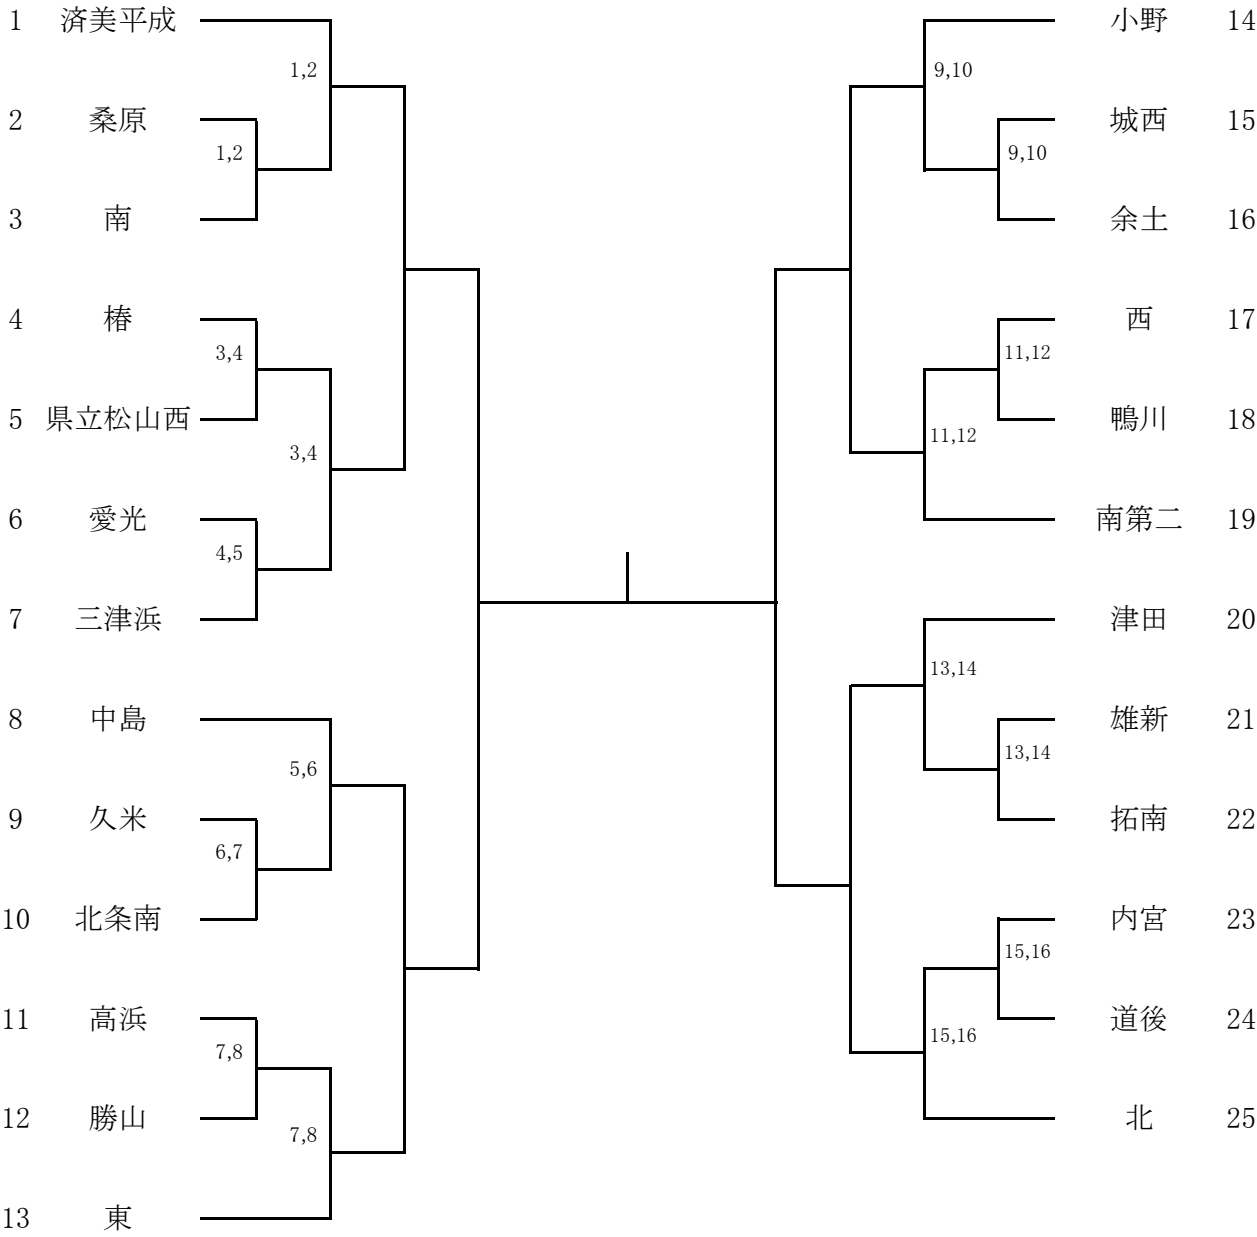 1 済美平成
1,2
2 桑原
1,2
3 南
4 椿
3,4
5 県立松山西
3,4
6 愛光
4,5
7 三津浜
8 中島
5,6
9 久米
6,7
10 北条南
11 高浜
7,8
12 勝山
7,8
13 東
小野 14
9,10
城西 15
9,10
余土 16
西 17
11,12
鴨川 18
11,12
南第二 19
津田 20
13,14
雄新 21
13,14
拓南 22
内宮 23
15,16
道後 24
15,16
北 25